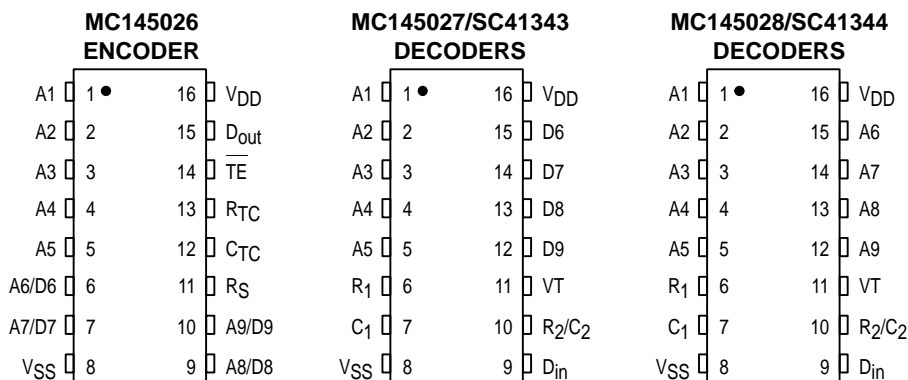 MC145026
ENCODER
A1 1 16 VDD
A2 2 15 Dout
A3 3 14 TE
A4 4 13 RTC
A5 5 12 CTC
A6/D6 6 11 RS
A7/D7 7 10 A9/D9
VSS 8 9 A8/D8
MC145027/SC41343
DECODERS
A1 1 16 VDD
A2 2 15 D6
A3 3 14 D7
A4 4 13 D8
A5 5 12 D9
R1 6 11 VT
C1 7 10 R2/C2
VSS 8 9 Din
MC145028/SC41344
DECODERS
A1 1 16 VDD
A2 2 15 A6
A3 3 14 A7
A4 4 13 A8
A5 5 12 A9
R1 6 11 VT
C1 7 10 R2/C2
VSS 8 9 Din